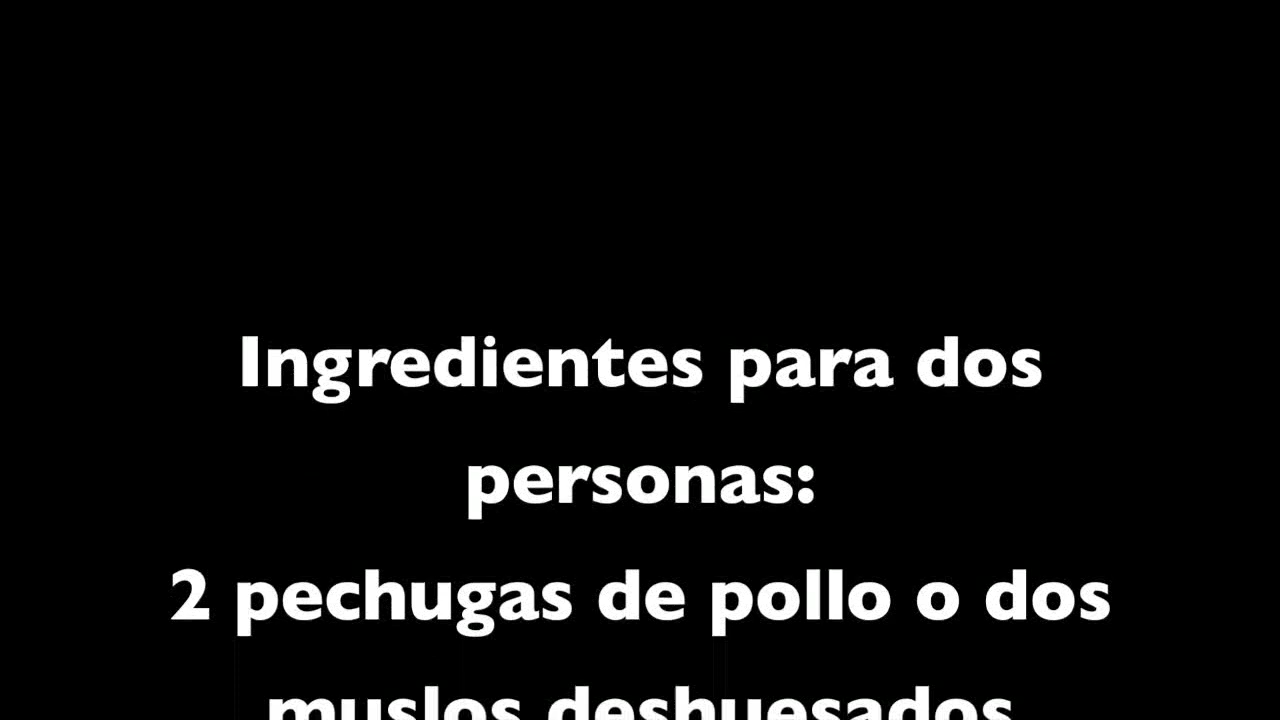 Ingredientes para dos
personas:
2 pechugas de pollo o dos
muslos deshuesados